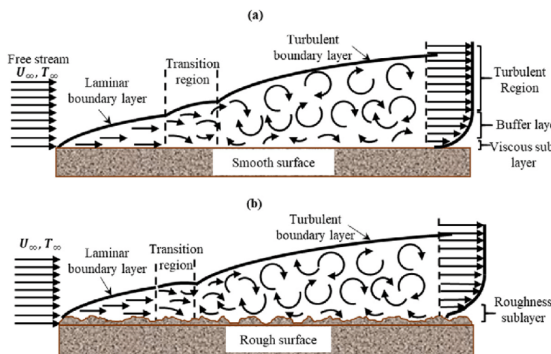 (a)
Free stream
U∞, T∞
Laminar
boundary layer
Transition
region
Turbulent
boundary layer
Turbulent
Region
Buffer laye
Viscous sub
layer
Smooth surface
(b)
U∞, T∞
Laminar
boundary layer
Transition
region
Turbulent
boundary layer
Roughness
sublayer
Rough surface